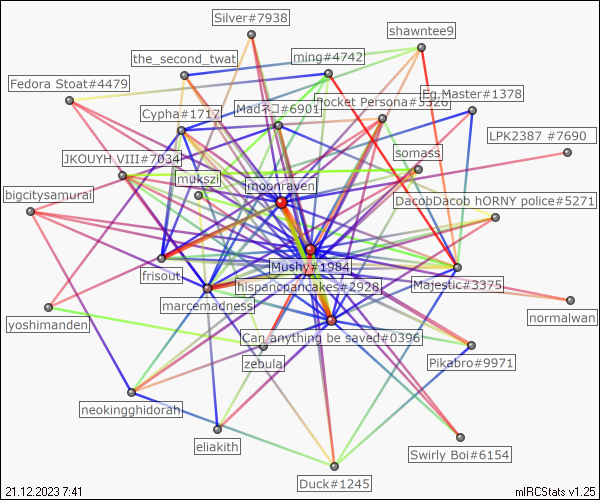 Silver#7938
shawntee9
the_second_twat
ming#4742
Fedora Stoat#4479
Eg.Master#1378
Cypha#1717
Madネコ#6901
Pocket Persona#3326
LPK2387 #7690
JKOUYH VIII#7034
somass
mukszi
moonraven
bigcitysamurai
DacobDacob hORNY police#5271
Mushy#1984
frisout
hispancpancakes#2928
Majestic#3375
marcemadness
normalwan
yoshimanden
Can anything be saved#0396
zebula
Pikabro#9971
neokingghidorah
eliakith
Swirly Boi#6154
Duck#1245
21.12.2023 7:41
mIRCStats v1.25